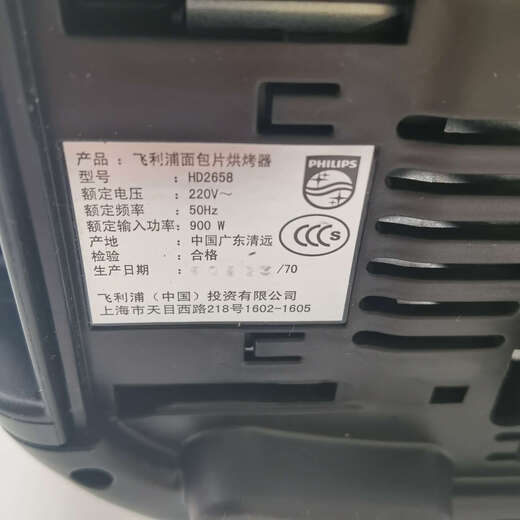 产品：飞利浦面包片烘烤器
型号：HD2658
额定电压：220V～
额定频率：50Hz
额定输入功率：900 W
产地：中国广东清远
检验：合格
生产日期：/70
飞利浦（中国）投资有限公司
上海市天目西路218号1602-1605
PHILIPS
CCC S